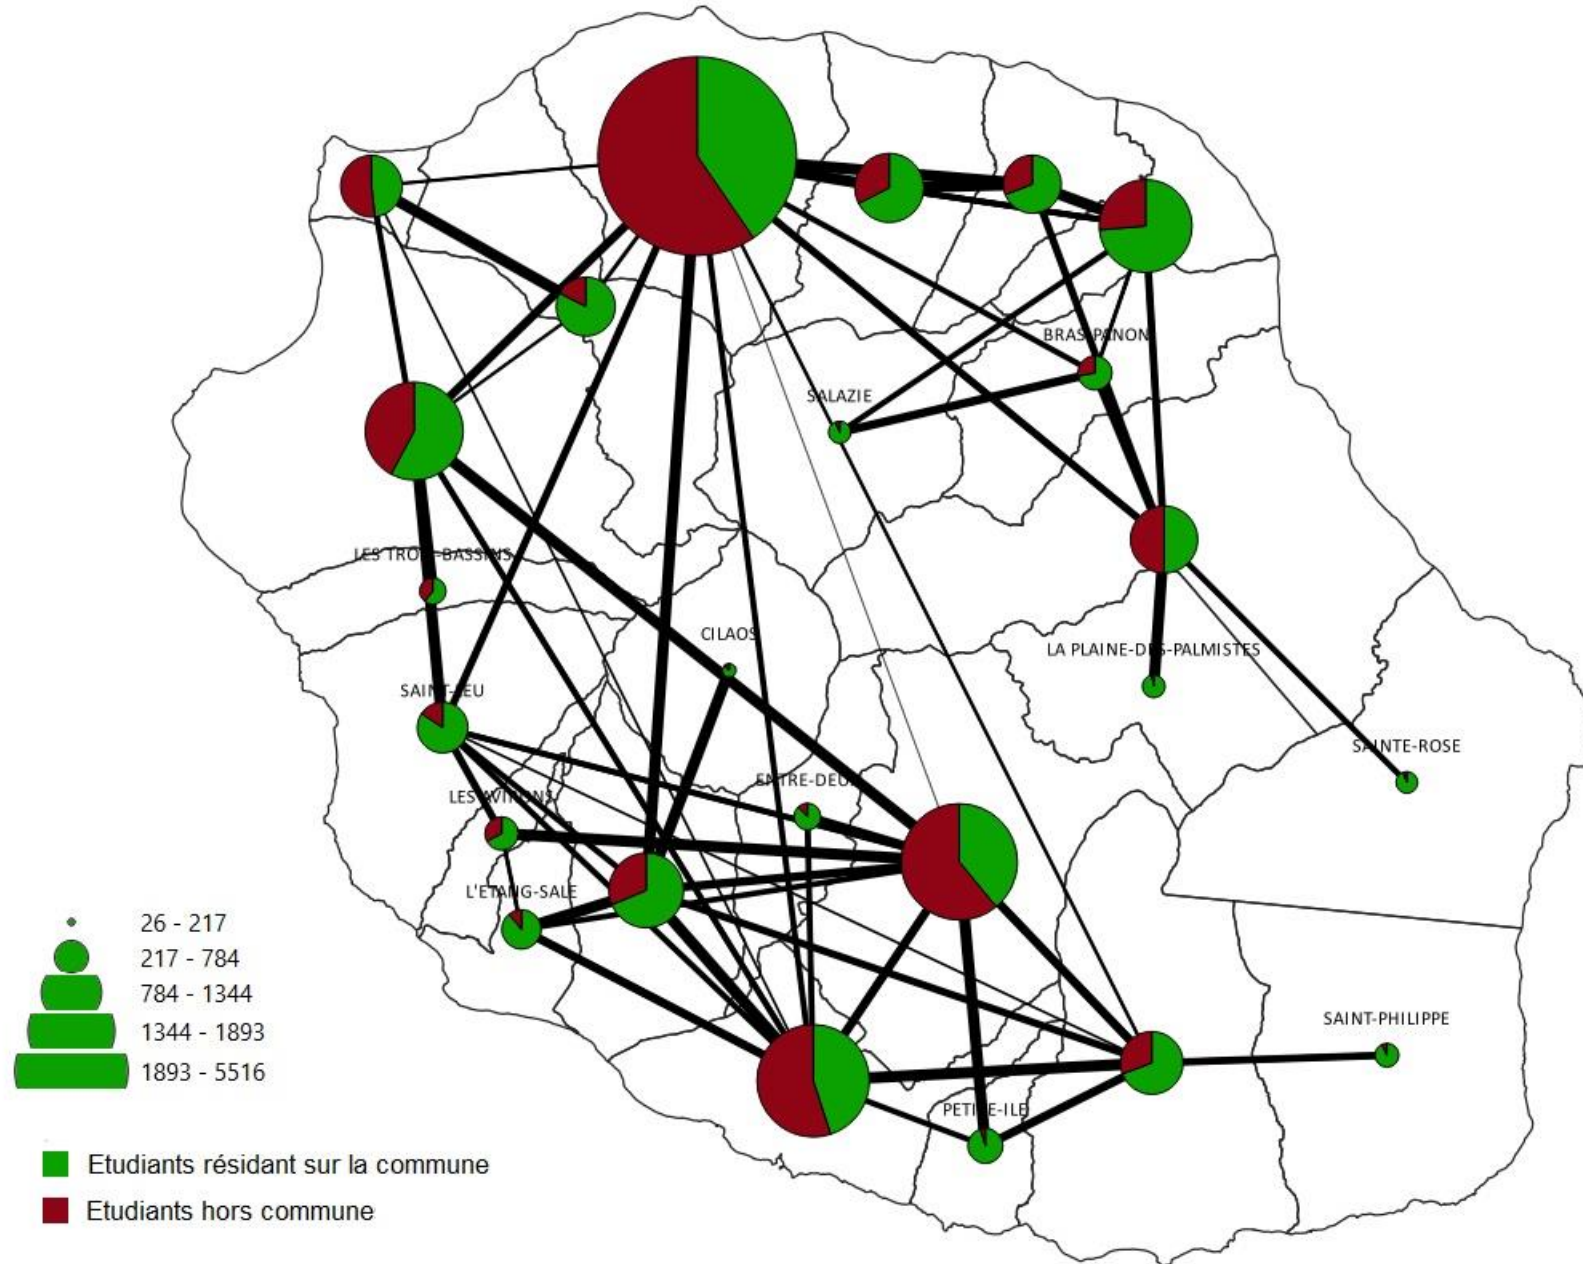 BRAS-PANON
SALAZIE
LES TROIS-BASSINS
CILAOS
LA PLAINE-DES-PALMISTES
SAINT-LEU
SAINTE-ROSE
ENTRE-DEUX
LES AVIRONS
L'ETANG-SALE
26 - 217
217 - 784
784 - 1344
1344 - 1893
1893 - 5516
SAINT-PHILIPPE
PETITE-ILE
Etudiants résidant sur la commune
Etudiants hors commune